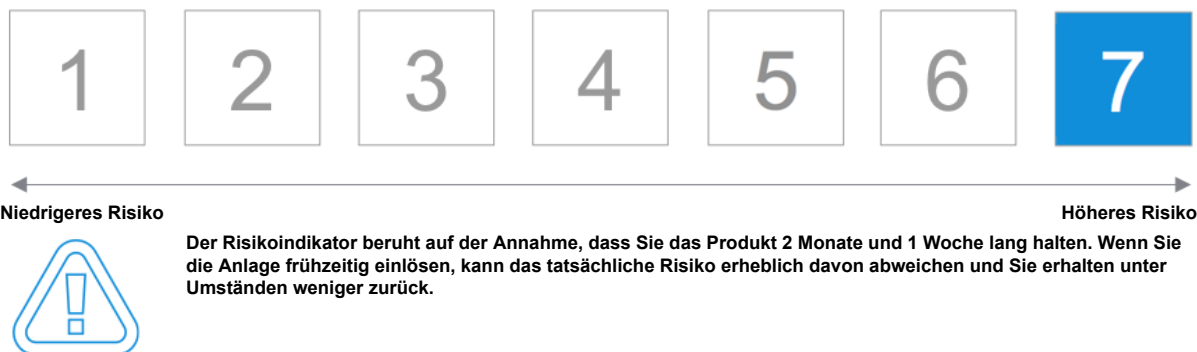 1 2 3 4 5 6 7
Niedrigeres Risiko Höheres Risiko
Der Risikoindikator beruht auf der Annahme, dass Sie das Produkt 2 Monate und 1 Woche lang halten. Wenn Sie
die Anlage frühzeitig einlösen, kann das tatsächliche Risiko erheblich davon abweichen und Sie erhalten unter
Umständen weniger zurück.